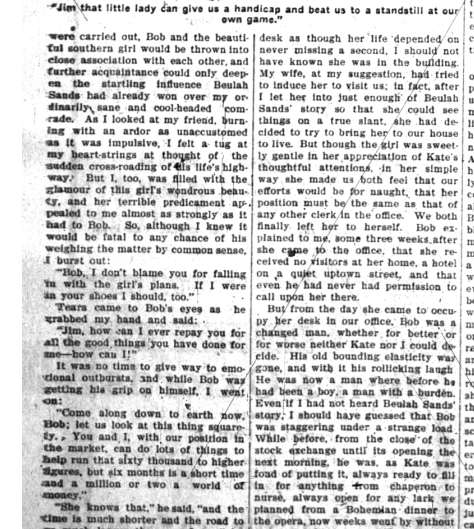 "Jim that little lady can give us a handicap and beat us to a standstill at our
own game."
were carried out, Bob and the beauti-
ful southern girl would be thrown into
close association with each other, and
further acquaintance could only deep-
en the startling influence Beulah
Sands had already won over my or-
dinarily sane and cool-headed com-
rade. As I looked at my friend, burn-
ing with an ardor as unaccustomed
as it was impulsive, I felt a tug at
my heart-strings at thought of the
sudden cross-roading of his life's high-
way. But I, too, was filled with the
glamour of this girl's wondrous beau-
ty, and her terrible predicament ap-
pealed to me almost as strongly as it
had to Bob. So, although I knew it
would be fatal to any chance of his
weighing the matter by common sense,
I burst out:
"Bob, I don't blame you for falling
in with the girl's plans. If I were
in your shoes I should, too."
Tears came to Bob's eyes as he
grabbed my hand and said:
"Jim, how can I ever repay you for
all the good things you have done for
me—how can I!"
It was no time to give way to emo-
tional outbursts, and while Bob was
getting his grip on himself, I went
on:
"Come along down to earth now,
Bob; let us look at this thing square-
ly. You and I, with our position in
the market, can do lots of things to
help run that sixty thousand to higher
figures, but six months is a short time
and a million or two a world of
money."
"She knows that," he said, "and the
time is much shorter and the road to
desk as though her life depended on
never missing a second, I should not
have known she was in the building.
My wife, at my suggestion, had tried
to induce her to visit us; in fact, after
I let her into just enough of Beulah
Sands' story so that she could see
things on a true slant, she had de-
cided to try to bring her to our house
to live. But though the girl was sweet-
ly gentle in her appreciation of Kate's
thoughtful attentions, in her simple
way she made us both feel that our
efforts would be for naught, that her
position must be the same as that of
any other clerk in the office. We both
finally left her to herself. Bob ex-
plained to me, some three weeks after
she came to the office, that she re-
ceived no visitors at her home, a hotel
on a quiet uptown street, and that
even he had never had permission to
call upon her there.
But from the day she came to occu-
py her desk in our office, Bob was a
changed man, whether for better or
for worse neither Kate nor I could de-
cide. His old bounding elasticity was
gone, and with it his rollicking laugh
He was now a man where before he
had been a boy, a man with a burden.
Even if I had not heard Beulah Sands'
story, I should have guessed that Bob
was staggering under a strange load.
While before, from the close of the
stock exchange until its opening the
next morning, he was, as Kate was
fond of putting it, always ready to fill
in for anything from chaperon to
nurse, always open for any lark we
planned from a Bohemian dinner to
the opera, now weeks went by without